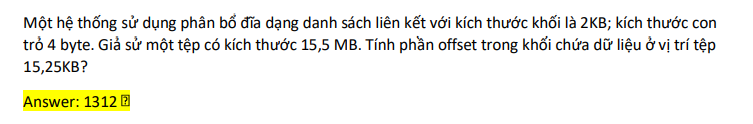 Một hệ thống sử dụng phân bổ đĩa dạng danh sách liên kết với kích thước khối là 2KB; kích thước con
trỏ 4 byte. Giả sử một tệp có kích thước 15,5 MB. Tính phần offset trong khối chứa dữ liệu ở vị trí tệp
15,25KB?
Answer: 1312